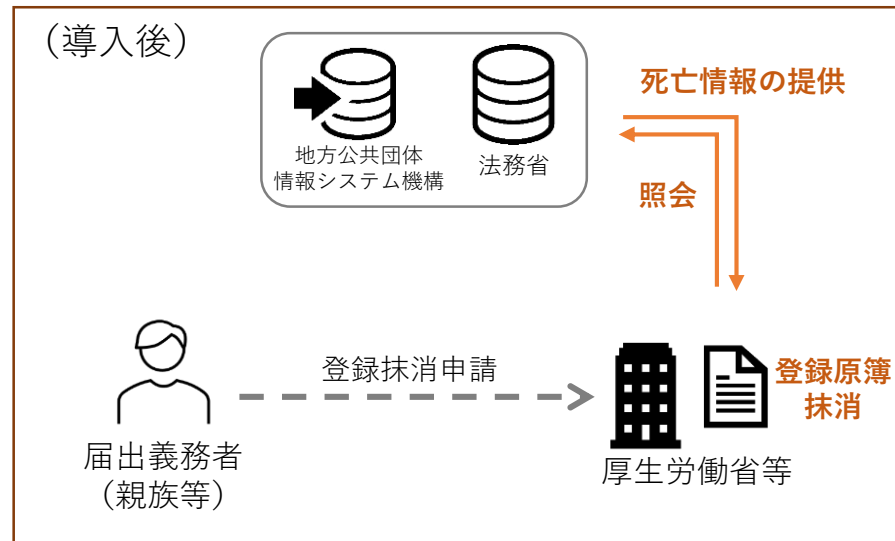 （導入後）
地方公共団体
情報システム機構
法務省
死亡情報の提供
照会
登録抹消申請
届出義務者
（親族等）
厚生労働省等
登録原簿
抹消